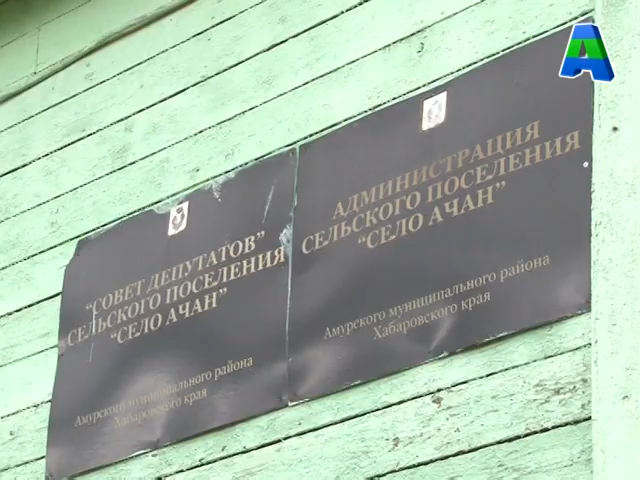 "СОВЕТ ДЕПУТАТОВ"
СЕЛЬСКОГО ПОСЕЛЕНИЯ
"СЕЛО АЧАН"
Амурского муниципального района
Хабаровского края
АДМИНИСТРАЦИЯ
СЕЛЬСКОГО ПОСЕЛЕНИЯ
"СЕЛО АЧАН"
Амурского муниципального района
Хабаровского края
А